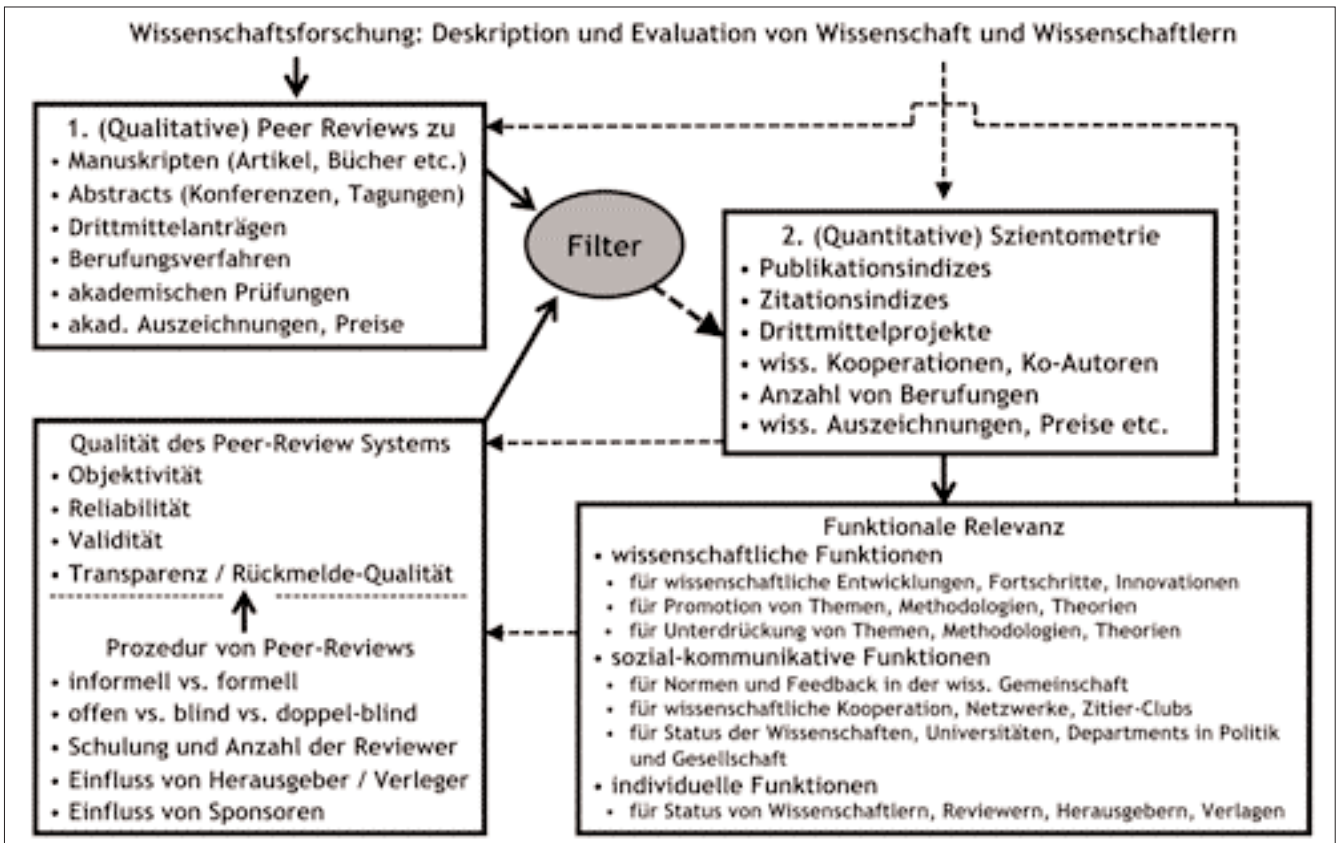 Wissenschaftsforschung: Deskription und Evaluation von Wissenschaft und Wissenschaftlern
1. (Qualitative) Peer Reviews zu
• Manuskripten (Artikel, Bücher etc.)
• Abstracts (Konferenzen, Tagungen)
• Drittmittelanträgen
• Berufungsverfahren
• akademischen Prüfungen
• akad. Auszeichnungen, Preise
Filter
2. (Quantitative) Szientometrie
• Publikationsindizes
• Zitationsindizes
• Drittmittelprojekte
• wiss. Kooperationen, Ko-Autoren
• Anzahl von Berufungen
• wiss. Auszeichnungen, Preise etc.
Qualität des Peer-Review Systems
• Objektivität
• Reliabilität
• Validität
• Transparenz / Rückmelde-Qualität
Prozedur von Peer-Reviews
• informell vs. formell
• offen vs. blind vs. doppel-blind
• Schulung und Anzahl der Reviewer
• Einfluss von Herausgeber / Verleger
• Einfluss von Sponsoren
Funktionale Relevanz
• wissenschaftliche Funktionen
• für wissenschaftliche Entwicklungen, Fortschritte, Innovationen
• für Promotion von Themen, Methodologien, Theorien
• für Unterdrückung von Themen, Methodologien, Theorien
• sozial-kommunikative Funktionen
• für Normen und Feedback in der wiss. Gemeinschaft
• für wissenschaftliche Kooperation, Netzwerke, Zitier-Clubs
• für Status der Wissenschaften, Universitäten, Departments in Politik
und Gesellschaft
• individuelle Funktionen
• für Status von Wissenschaftlern, Reviewern, Herausgebern, Verlagen